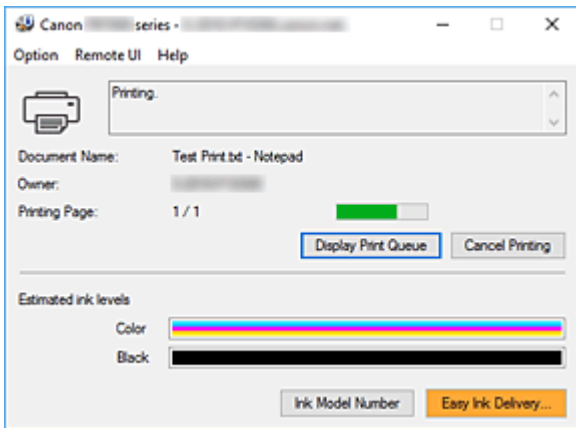 Canon series -
Option Remote UI Help
Printing.
Document Name: Test Print.txt - Notepad
Owner:
Printing Page: 1 / 1
Display Print Queue Cancel Printing
Estimated ink levels
Color
Black
Ink Model Number Easy Ink Delivery...